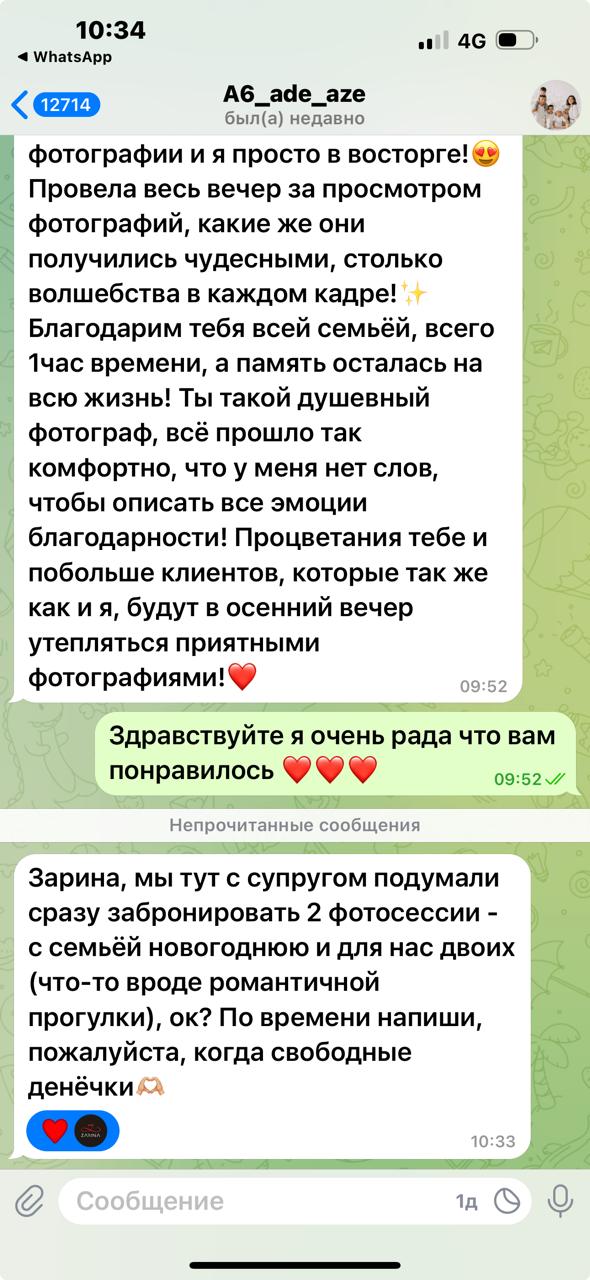 10:34
4G
WhatsApp
12714
A6_ade_aze
был(а) недавно
фотографии и я просто в восторге!😍
Провела весь вечер за просмотром
фотографий, какие же они
получились чудесными, столько
волшебства в каждом кадре!✨
Благодарим тебя всей семьёй, всего
1час времени, а память осталась на
всю жизнь! Ты такой душевный
фотограф, всё прошло так
комфортно, что у меня нет слов,
чтобы описать все эмоции
благодарности! Процветания тебе и
побольше клиентов, которые так же
как и я, будут в осенний вечер
утепляться приятными
фотографиями!❤️
09:52
Здравствуйте я очень рада что вам
понравилось ❤️❤️❤️
09:52
Непрочитанные сообщения
Зарина, мы тут с супругом подумали
сразу забронировать 2 фотосессии -
с семьёй новогоднюю и для нас двоих
(что-то вроде романтичной
прогулки), ок? По времени напиши,
пожалуйста, когда свободные
денёчки🫶🏼
❤️ ZARINA
10:33
Сообщение
1д